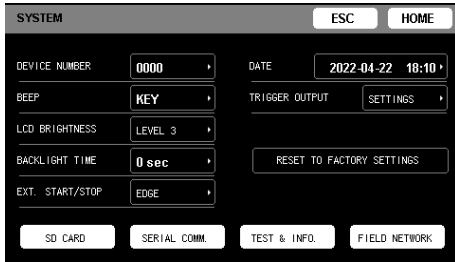 SYSTEM ESC HOME
DEVICE NUMBER 0000 DATE 2022-04-22 18:10
BEEP KEY TRIGGER OUTPUT SETTINGS
LCD BRIGHTNESS LEVEL 3
BACKLIGHT TIME 0 sec RESET TO FACTORY SETTINGS
EXT. START/STOP EDGE
SD CARD SERIAL COMM. TEST & INFO. FIELD NETWORK